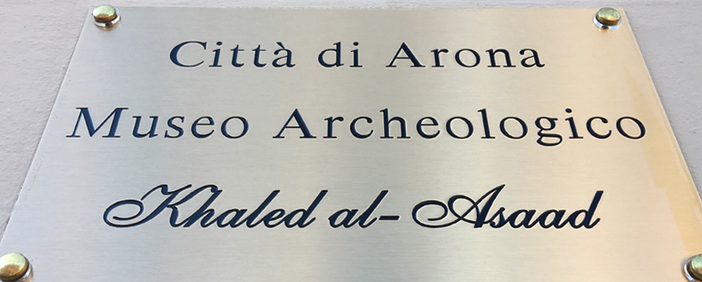 Città di Arona
Museo Archeologico
Khaled al-Asaad